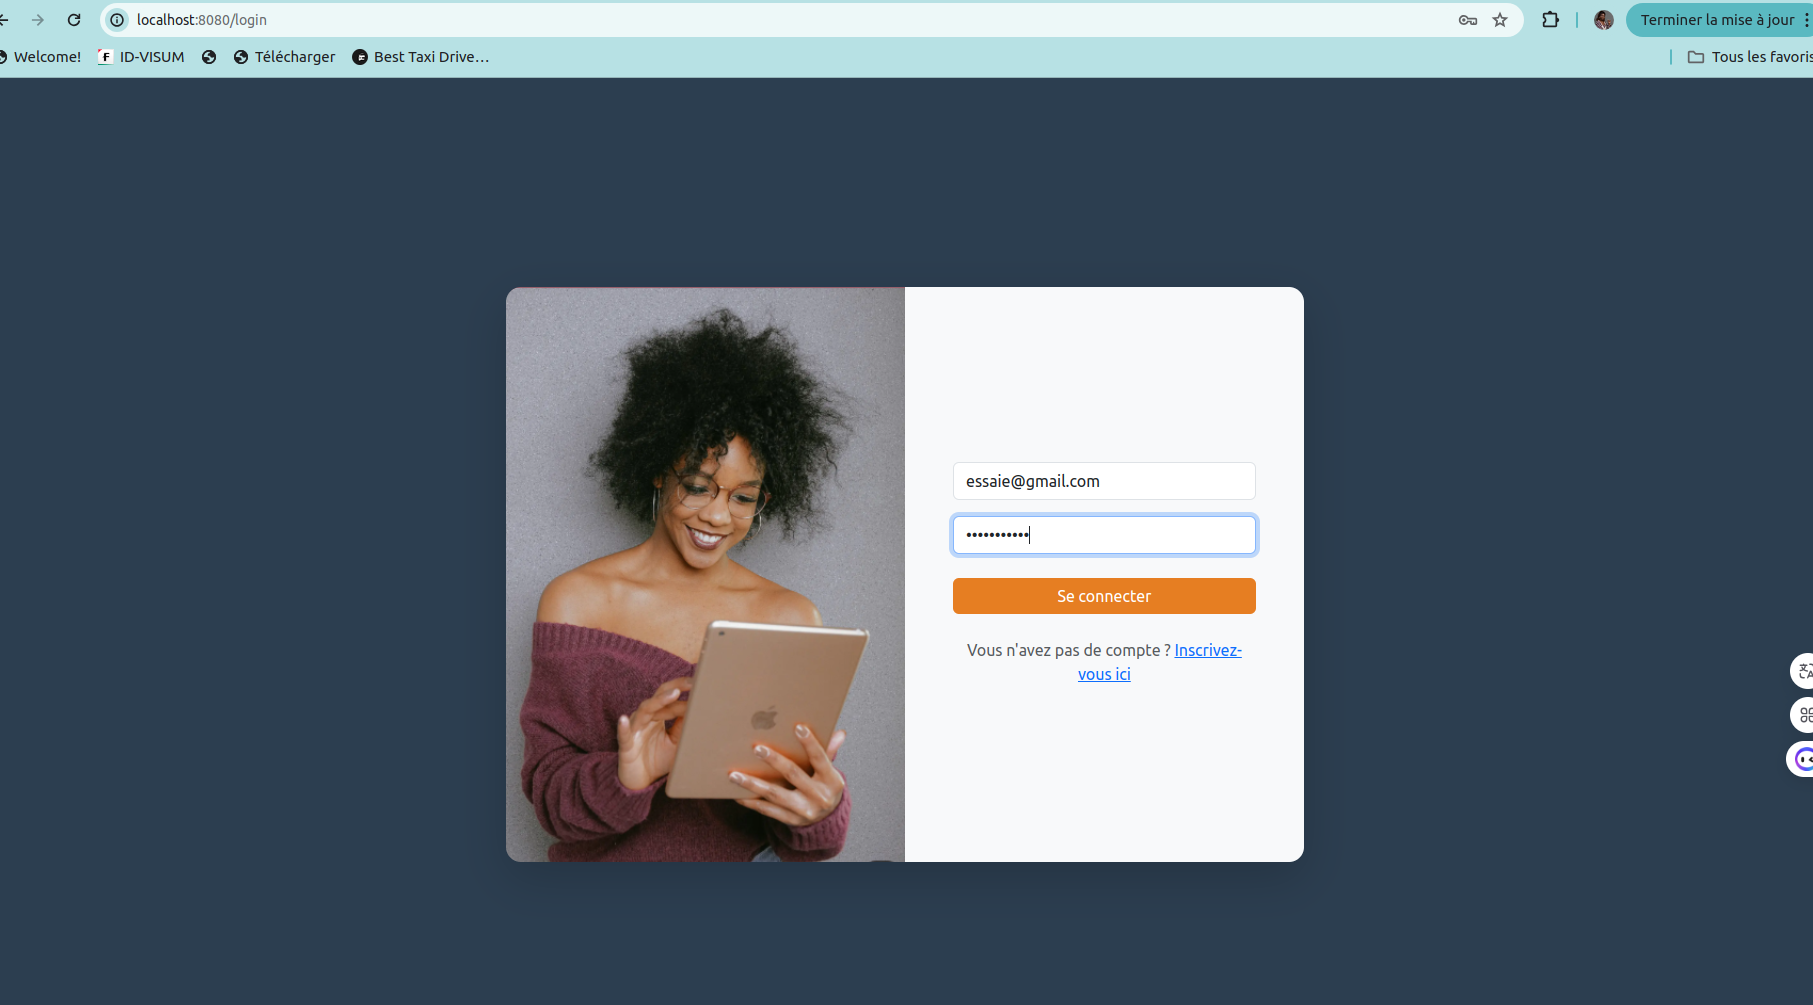 localhost:8080/login
Terminer la mise à jour
Welcome!
F ID-VISUM
Télécharger
Best Taxi Drive…
Tous les favoris
essaie@gmail.com
•••••••••••
Se connecter
Vous n'avez pas de compte ? Inscrivez-
vous ici